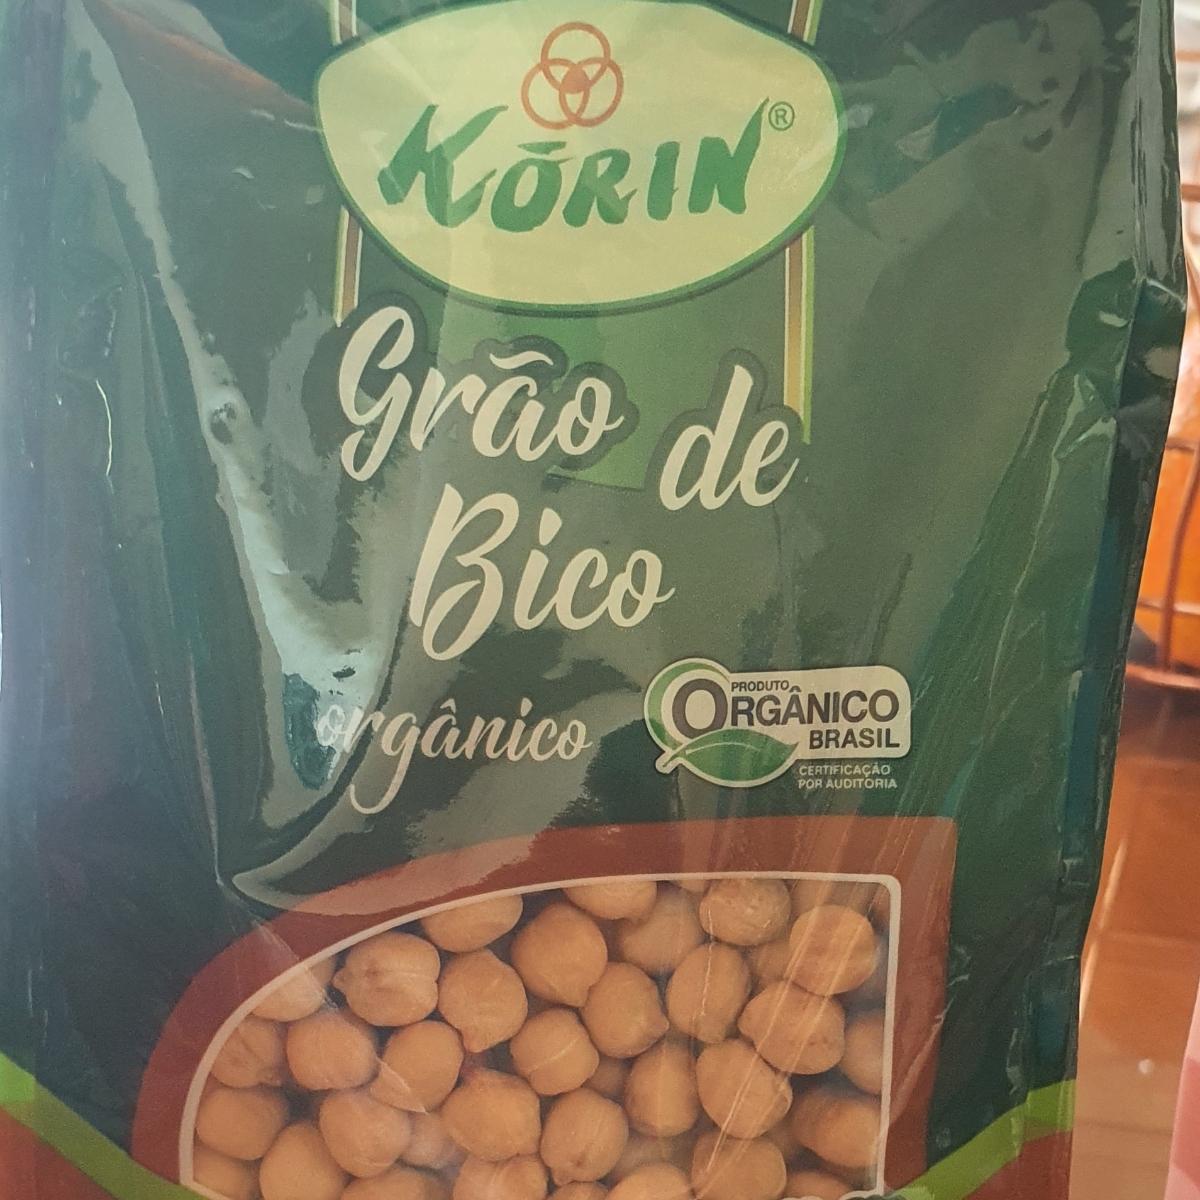 KŌRIN®
Grão de
Bico
orgânico
PRODUTO
ORGÂNICO
BRASIL
CERTIFICAÇÃO
POR AUDITORIA